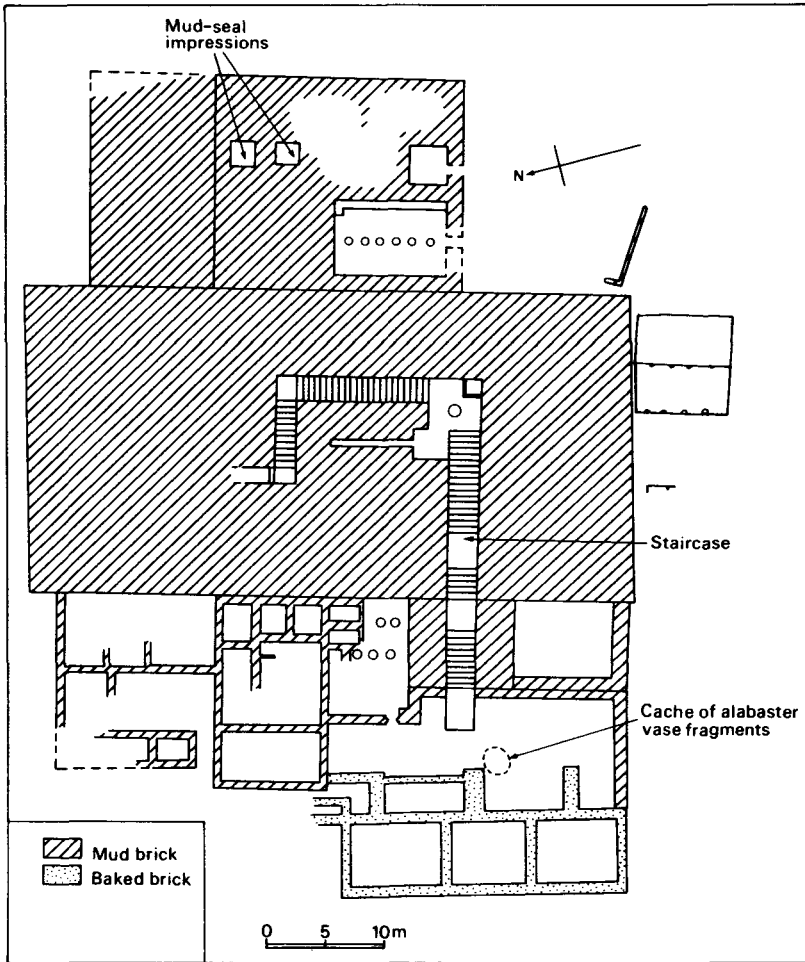 Mud-seal
impressions
N
Staircase
Cache of alabaster
vase fragments
Mud brick
Baked brick
0 5 10m